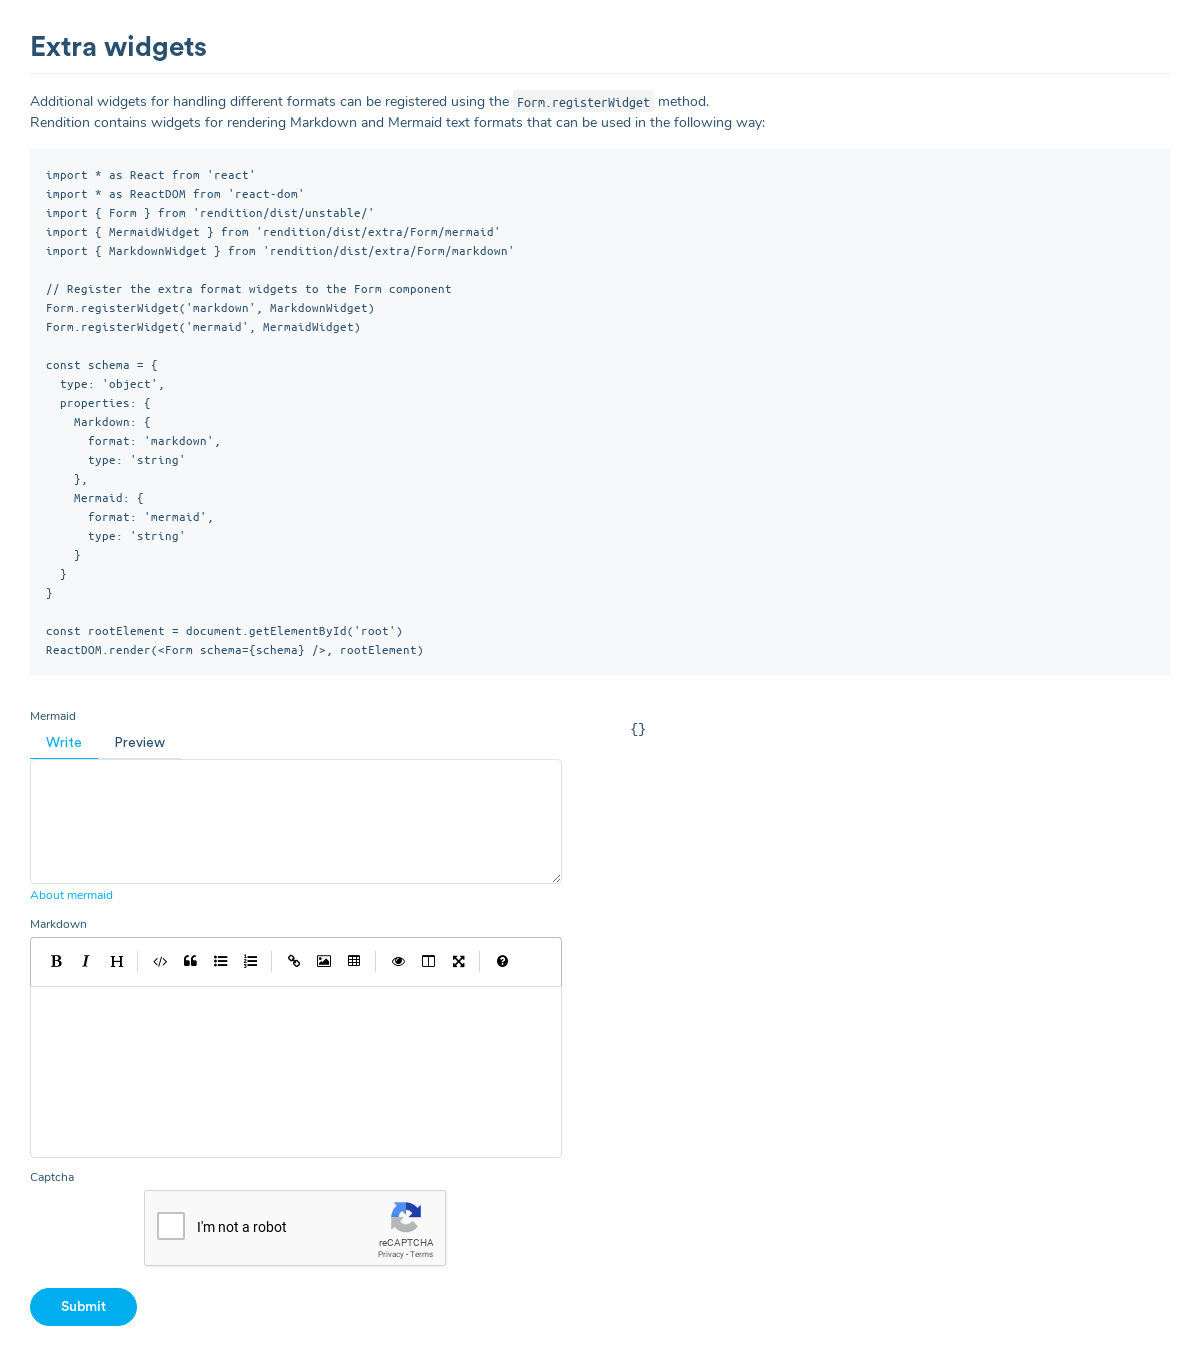 Extra widgets
Additional widgets for handling different formats can be registered using the Form.registerWidget method.
Rendition contains widgets for rendering Markdown and Mermaid text formats that can be used in the following way:
import * as React from 'react'
import * as ReactDOM from 'react-dom'
import { Form } from 'rendition/dist/unstable/'
import { MermaidWidget } from 'rendition/dist/extra/Form/mermaid'
import { MarkdownWidget } from 'rendition/dist/extra/Form/markdown'
// Register the extra format widgets to the Form component
Form.registerWidget('markdown', MarkdownWidget)
Form.registerWidget('mermaid', MermaidWidget)
const schema = {
  type: 'object',
  properties: {
    Markdown: {
      format: 'markdown',
      type: 'string'
    },
    Mermaid: {
      format: 'mermaid',
      type: 'string'
    }
  }
}
const rootElement = document.getElementById('root')
ReactDOM.render(<Form schema={schema} />, rootElement)
Mermaid
{}
Write Preview
About mermaid
Markdown
B I H
Captcha
I'm not a robot
reCAPTCHA
Privacy - Terms
Submit